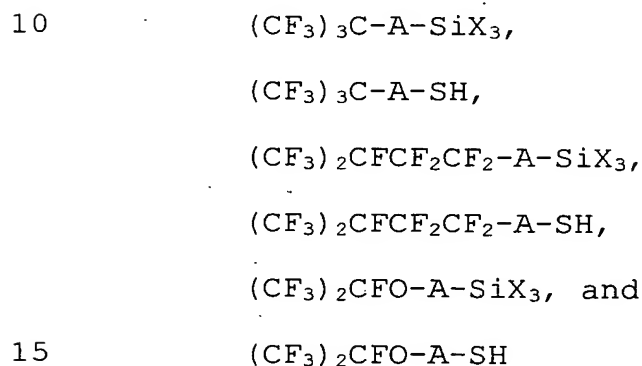 10 (CF₃)₃C-A-SiX₃,
(CF₃)₃C-A-SH,
(CF₃)₂CFCF₂CF₂-A-SiX₃,
(CF₃)₂CFCF₂CF₂-A-SH,
(CF₃)₂CFO-A-SiX₃, and
15 (CF₃)₂CFO-A-SH